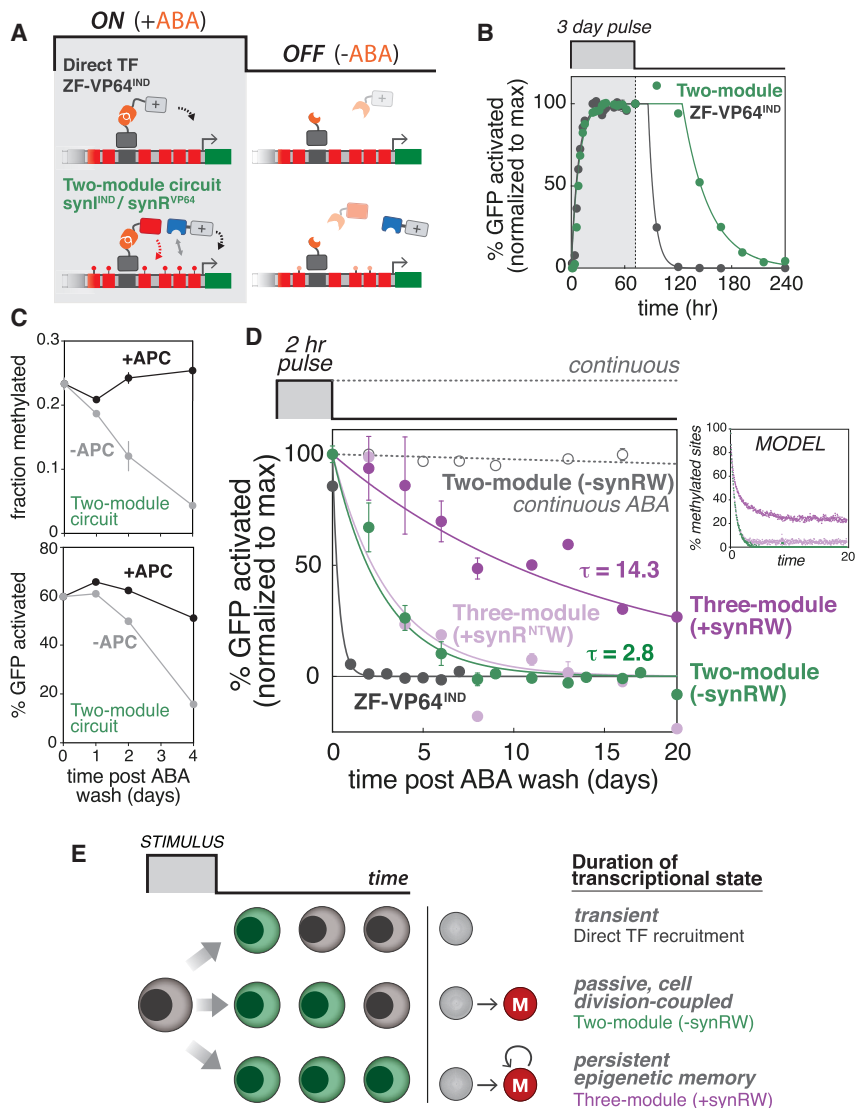 A
ON (+ABA)
OFF (-ABA)
Direct TF
ZF-VP64IND
+
+
Two-module circuit
synIIND / synRVP64
+
+
B
3 day pulse
% GFP activated
(normalized to max)
100
50
0
Two-module
ZF-VP64IND
0 60 120 180 240
time (hr)
C
fraction methylated
0.3
0.2
0.1
0
+APC
-APC
Two-module
circuit
% GFP activated
80
60
40
20
0
+APC
-APC
Two-module
circuit
0 1 2 4
time post ABA
wash (days)
D
2 hr
pulse
continuous
% GFP activated
(normalized to max)
100
50
0
Two-module (-synRW)
continuous ABA
τ = 14.3
Three-module
(+synRNTW)
τ = 2.8
ZF-VP64IND
0 5 10 15 20
time post ABA wash (days)
Three-module
(+synRW)
Two-module
(-synRW)
MODEL
% methylated sites
100
80
60
40
20
0
0 20
time
E
STIMULUS
time
Duration of
transcriptional state
transient
Direct TF recruitment
passive, cell
division-coupled
Two-module (-synRW)
M
persistent
epigenetic memory
Three-module (+synRW)
M